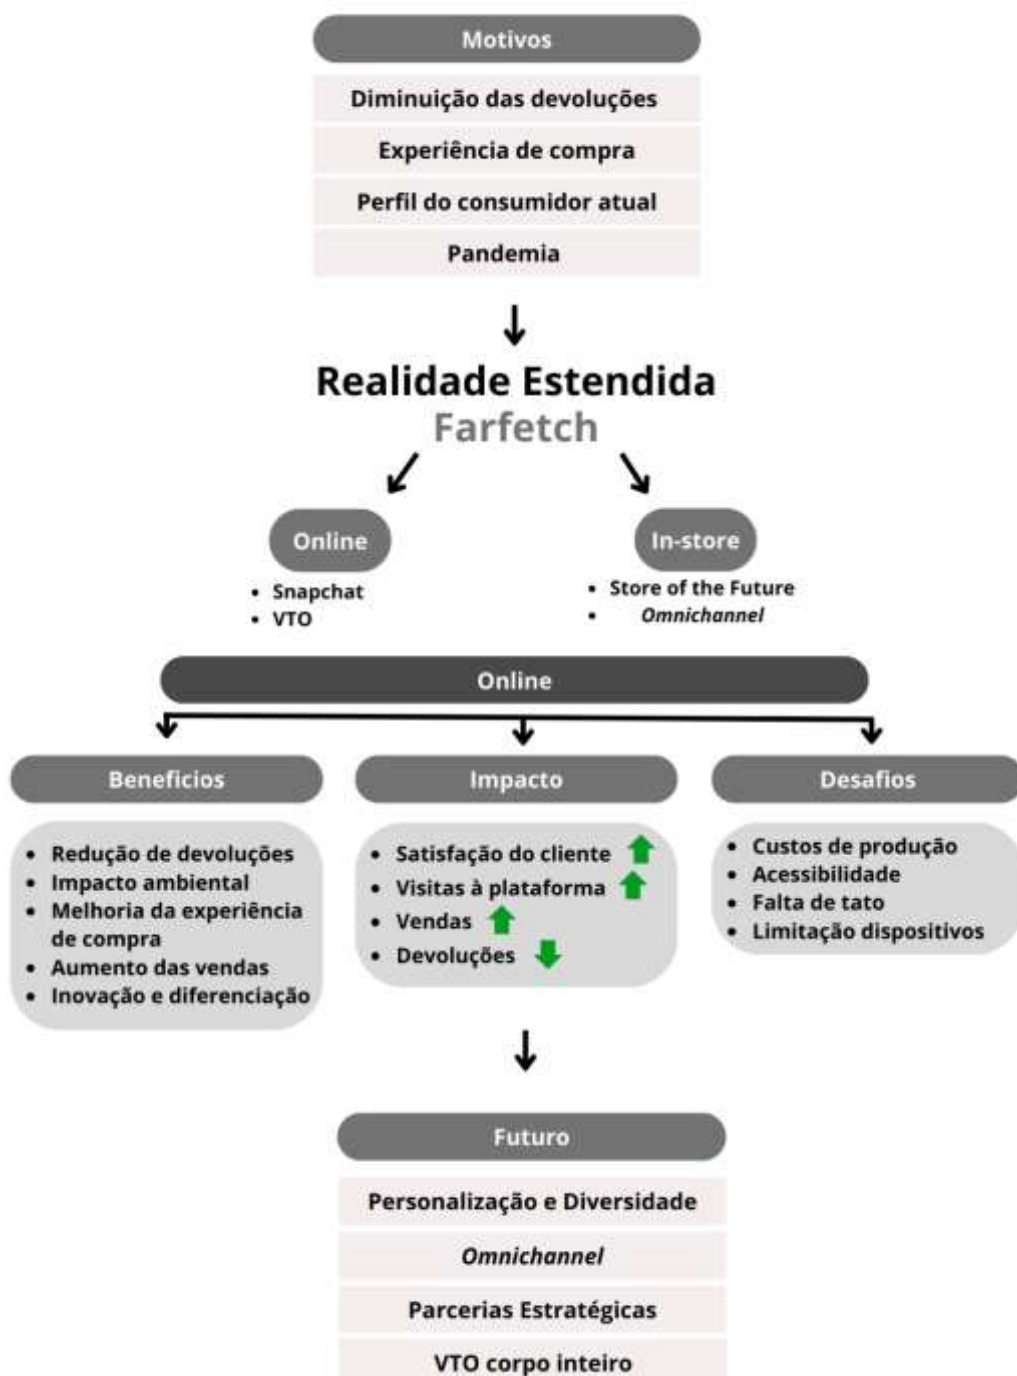 Motivos
Diminuição das devoluções
Experiência de compra
Perfil do consumidor atual
Pandemia
Realidade Estendida
Farfetch
Online
• Snapchat
• VTO
In-store
• Store of the Future
• Omnichannel
Online
Beneficios
• Redução de devoluções
• Impacto ambiental
• Melhoria da experiência
de compra
• Aumento das vendas
• Inovação e diferenciação
Impacto
• Satisfação do cliente
• Visitas à plataforma
• Vendas
• Devoluções
Desafios
• Custos de produção
• Acessibilidade
• Falta de tato
• Limitação dispositivos
Futuro
Personalização e Diversidade
Omnichannel
Parcerias Estratégicas
VTO corpo inteiro